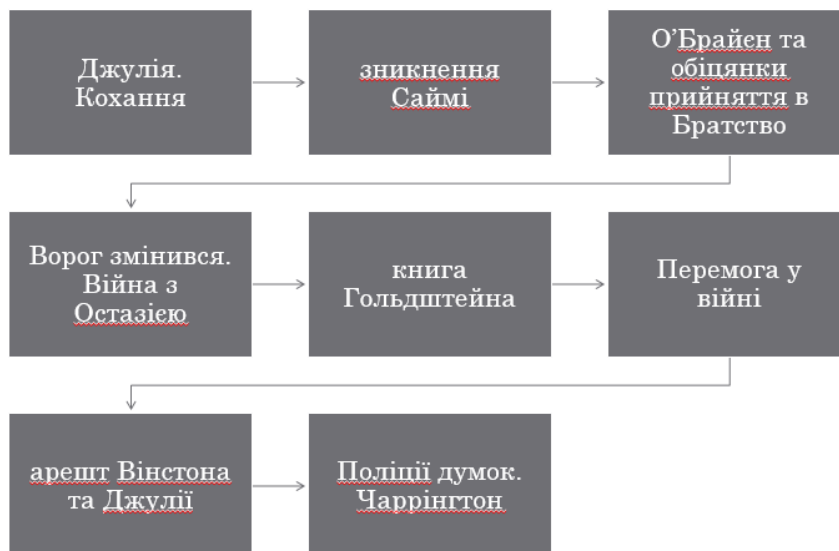 Джулія.
Кохання
зникнення
Саймі
О’Брайєн та
обіцянки
прийняття в
Братство
Ворог змінився.
Війна з
Остазією
книга
Гольдштейна
Перемога у
війні
арешт Вінстона
та Джулії
Поліції думок.
Чаррінгтон